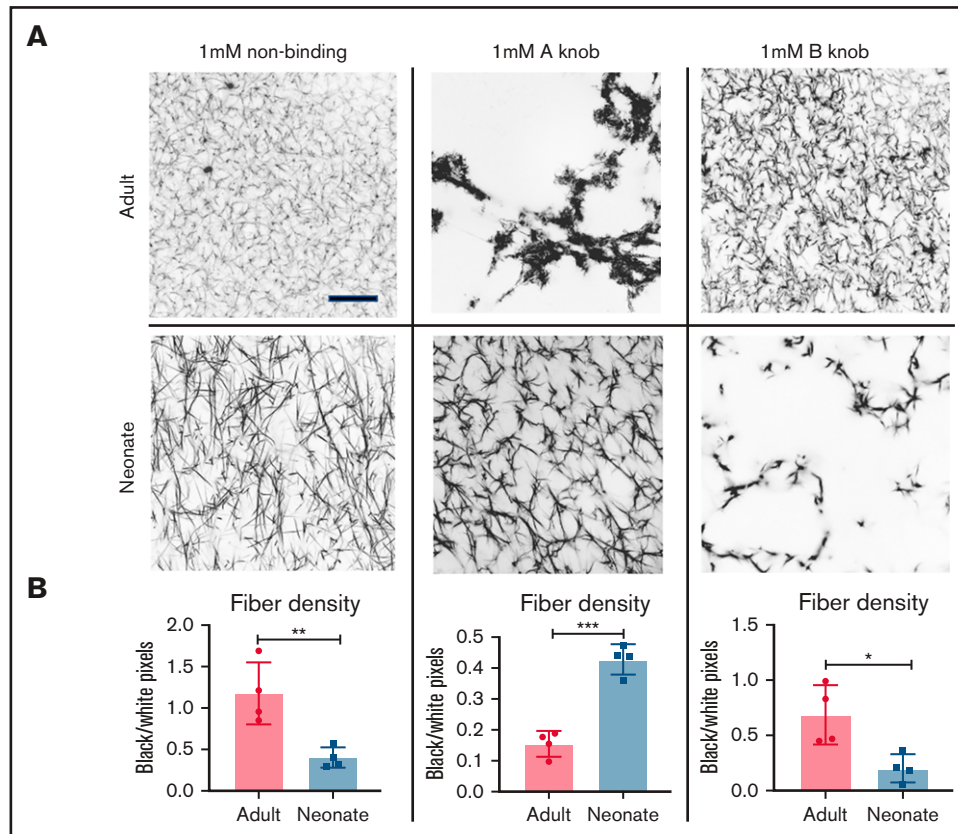 A
1mM non-binding
1mM A knob
1mM B knob
Adult
Neonate
B
Fiber density
Black/white pixels
2.0
1.5
1.0
0.5
0.0
**
Adult
Neonate
Fiber density
Black/white pixels
0.5
0.4
0.3
0.2
0.1
0.0
***
Adult
Neonate
Fiber density
Black/white pixels
1.5
1.0
0.5
0.0
*
Adult
Neonate